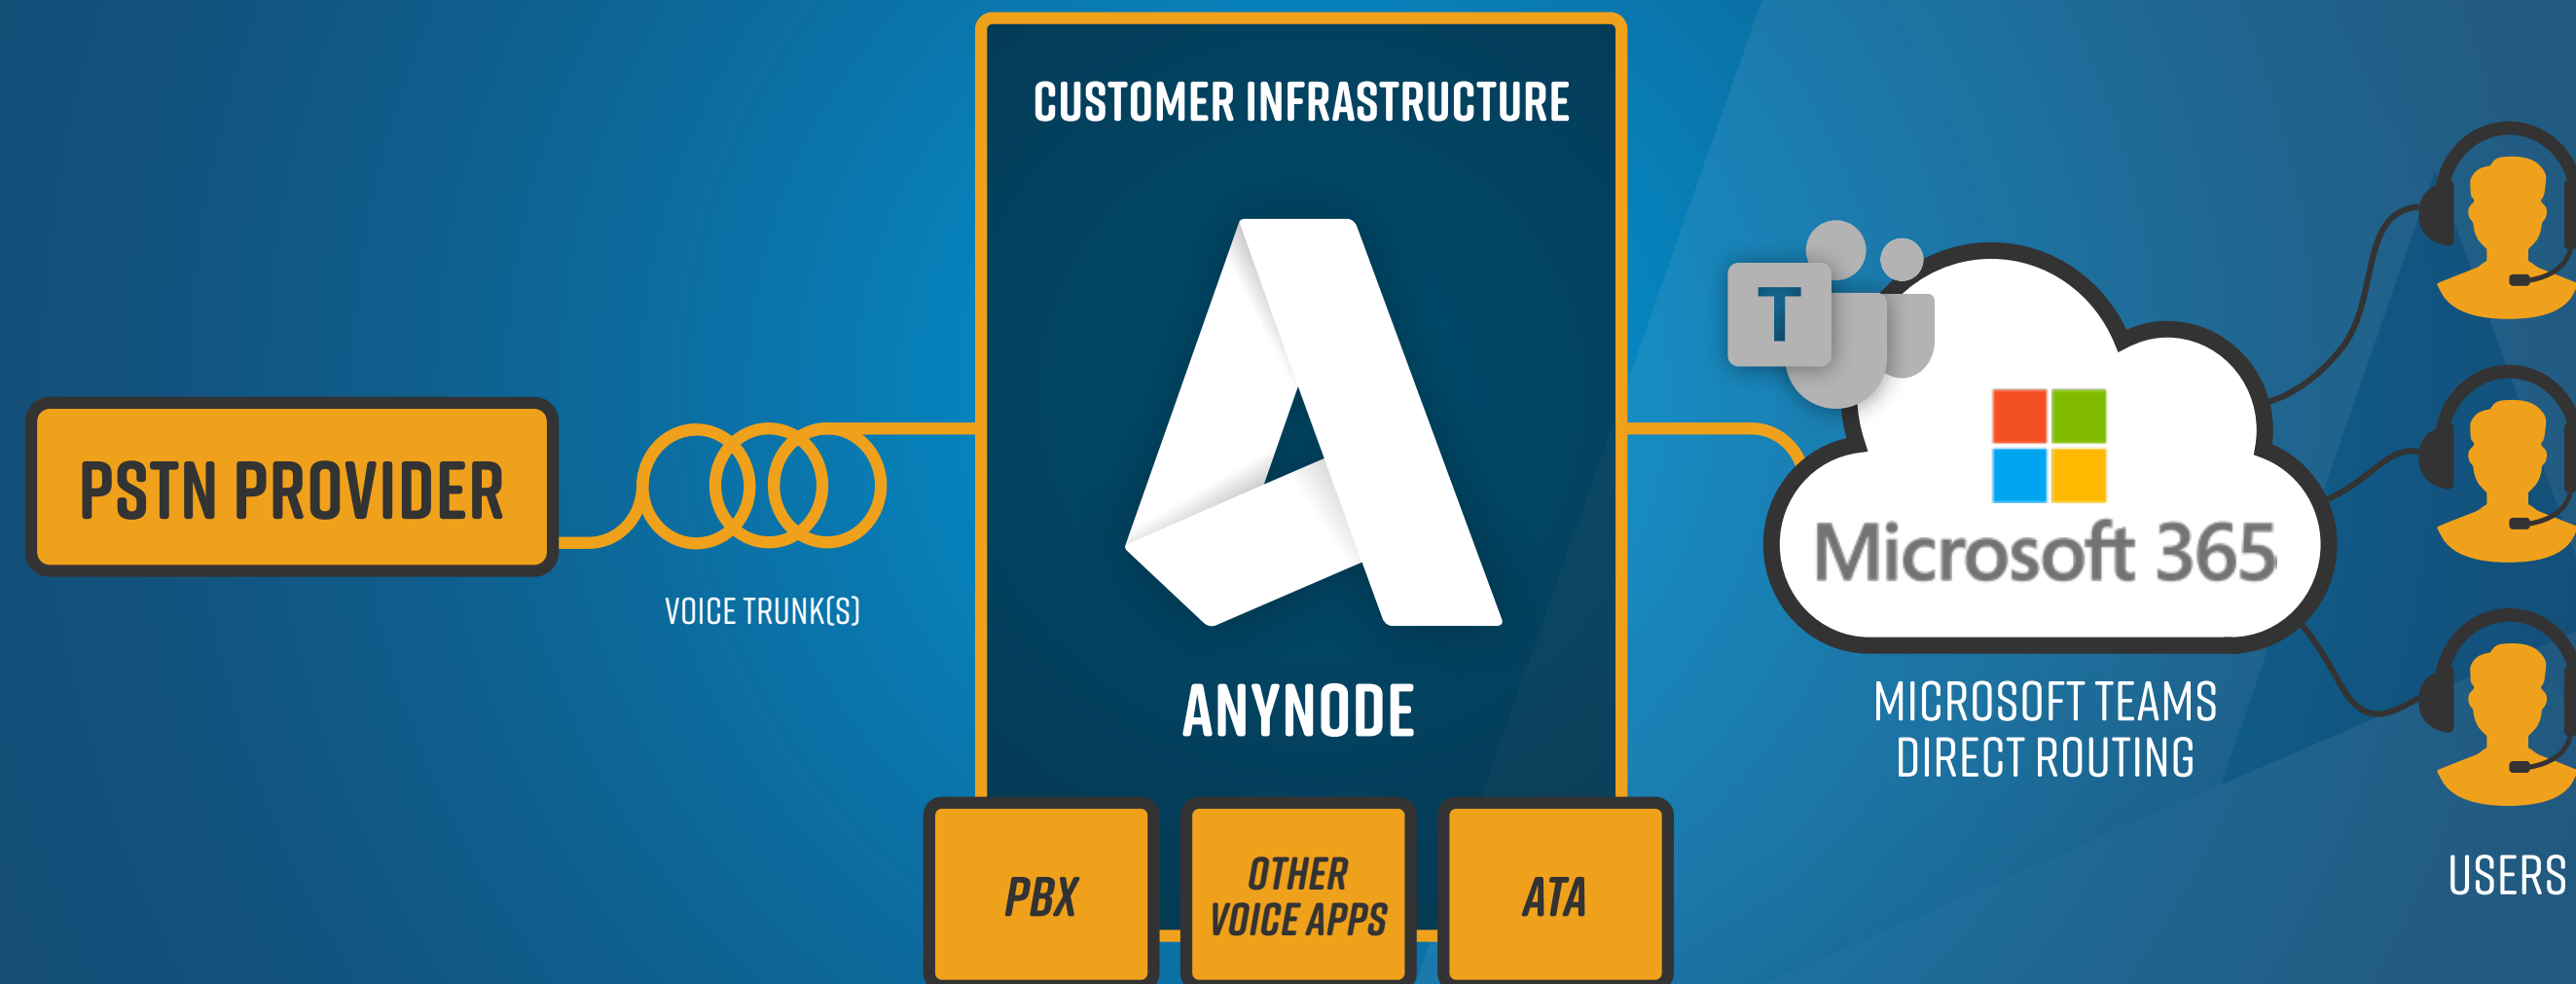 CUSTOMER INFRASTRUCTURE
T
PSTN PROVIDER
VOICE TRUNK(S)
Microsoft 365
ANYNODE
MICROSOFT TEAMS
DIRECT ROUTING
PBX
OTHER
VOICE APPS
ATA
USERS